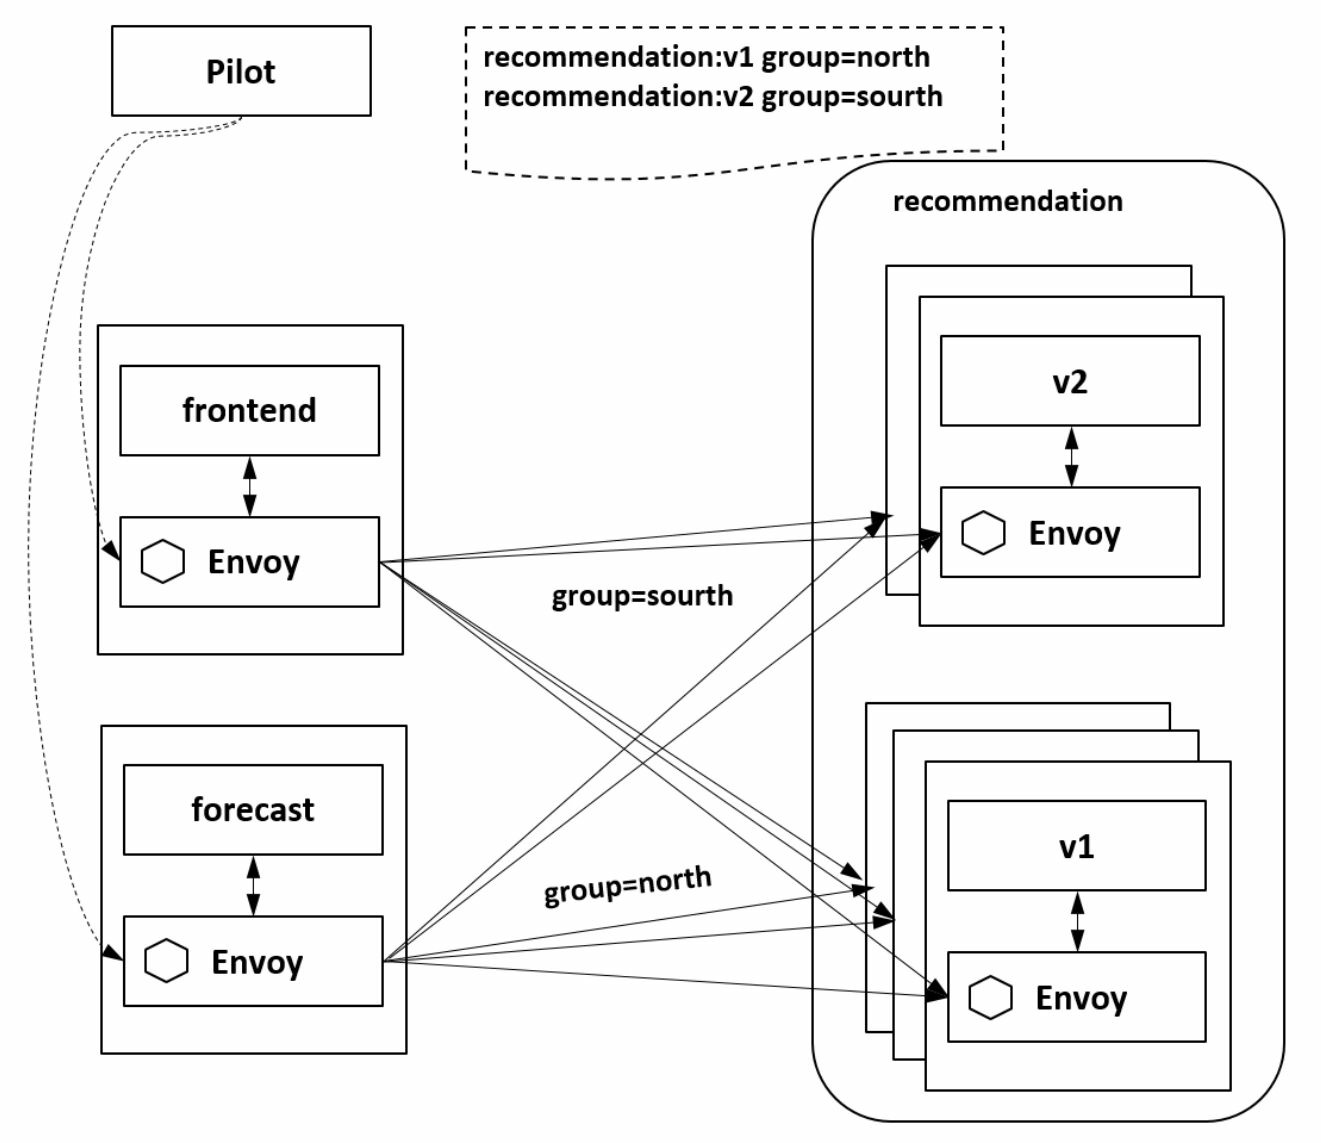 Pilot
recommendation:v1 group=north
recommendation:v2 group=sourth
recommendation
v2
Envoy
frontend
Envoy
group=sourth
forecast
Envoy
group=north
v1
Envoy